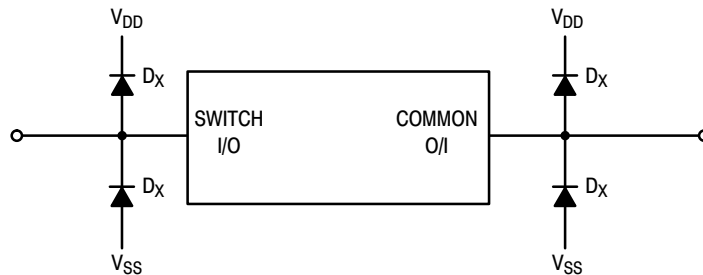 VDD VDD
DX DX
SWITCH COMMON
I/O O/I
DX DX
VSS VSS